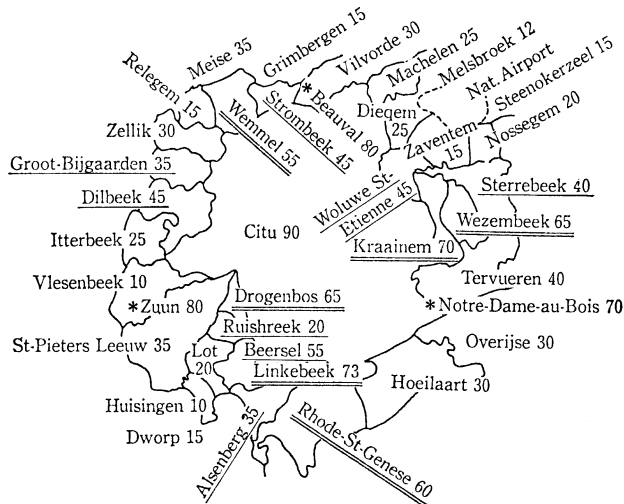 Meise 35
Grimbergen 15
Vilvorde 30
Machelen 25
Melsbroek 12
Nat. Airport
Steenokerzeel 15
Relegem 15
Wemmel 55
Strombeek 45
*Beauval 80
Dieqem 25
Zaventem 15
Nossegem 20
Zellik 30
Groot-Bijgaarden 35
Dilbeek 45
Itterbeek 25
Citu 90
Woluwe St-
Etienne 45
Kraainem 70
Sterrebeek 40
Wezembeek 65
Vlesenbeek 10
*Zuun 80
Drogenbos 65
Tervueren 40
*Notre-Dame-au-Bois 70
St-Pieters Leeuw 35
Lot 20
Ruishreek 20
Beersel 55
Linkebeek 73
Overijse 30
Hoeilaart 30
Huisingen 10
Dworp 15
Alsenberg 35
Rhode-St-Genese 60